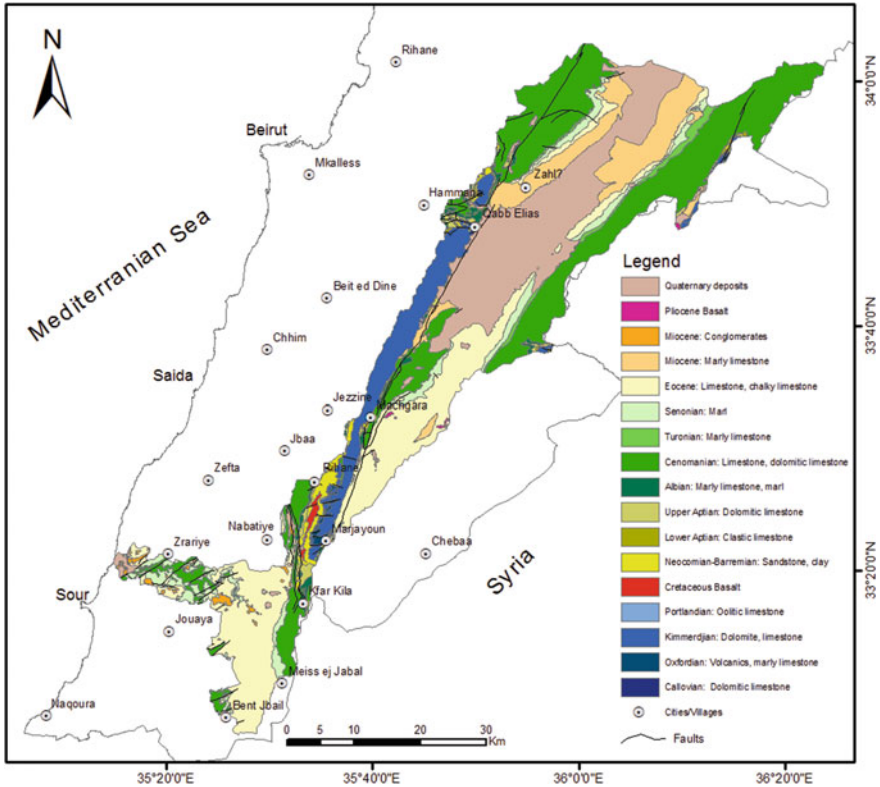 N
Rihane
34°0'0"N
Beirut
Mkalless
Zahl?
Hammana
Qabb Elias
Mediterranean Sea
Legend
Quaternary deposits
Pliocene Basalt
Miocene: Conglomerates
Miocene: Marly limestone
Eocene: Limestone, chalky limestone
Senonian: Marl
Turonian: Marly limestone
Cenomanian: Limestone, dolomitic limestone
Albian: Marly limestone, marl
Upper Aptian: Dolomitic limestone
Lower Aptian: Clastic limestone
Neocomian-Barremian: Sandstone, clay
Cretaceous Basalt
Portlandian: Oolitic limestone
Kimmerdjian: Dolomite, limestone
Oxfordian: Volcanics, marly limestone
Callovian: Dolomitic limestone
Cities/Villages
Faults
Beit ed Dine
33°40'0"N
Chhim
Saida
Jezzine
Machgara
Jbaa
Zefta
Rihane
Nabatiye
Marjayoun
Zrariye
Chebaa
Syria
33°20'0"N
Sour
Kfar Kila
Jouaya
Meiss ej Jabal
Naqoura
Bent Jbail
0 5 10 20 30
Km
35°20'0"E
35°40'0"E
36°0'0"E
36°20'0"E